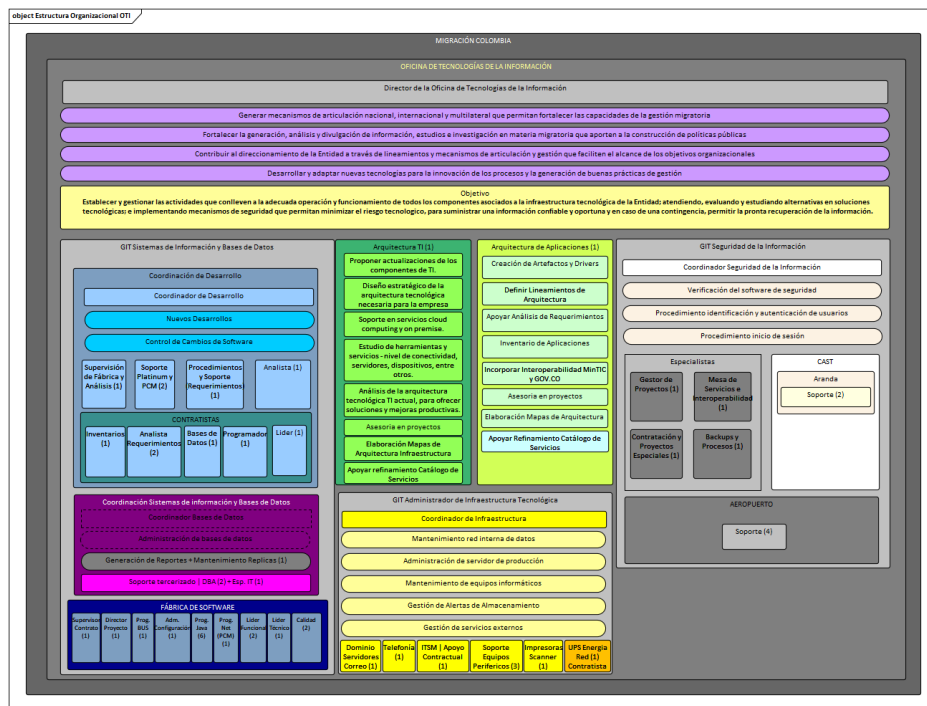 object Estructura Organizacional OTI
MIGRACIÓN COLOMBIA
OFICINA DE TECNOLOGÍAS DE LA INFORMACIÓN
Director de la Oficina de Tecnologías de la Información
Generar mecanismos de articulación nacional, internacional y multilateral que permitan fortalecer las capacidades de la gestión migratoria
Fortalecer la generación, análisis y divulgación de información, estudios e investigación en materia migratoria que aporten a la construcción de políticas públicas
Contribuir al direccionamiento de la Entidad a través de lineamientos y mecanismos de articulación y gestión que faciliten el alcance de los objetivos organizacionales
Desarrollar y adaptar nuevas tecnologías para la innovación de los procesos y la generación de buenas prácticas de gestión
Objetivo
Establecer y gestionar las actividades que conlleven a la adecuada operación y funcionamiento de todos los componentes asociados a la infraestructura tecnológica de la Entidad; atendiendo, evaluando y estudiando alternativas en soluciones
tecnológicas; e implementando mecanismos de seguridad que permitan minimizar el riesgo tecnologico, para suministrar una información confiable y oportuna y en caso de una contingencia, permitir la pronta recuperación de la información.
GIT Sistemas de Información y Bases de Datos
Coordinación de Desarrollo
Coordinador de Desarrollo
Nuevos Desarrollos
Control de Cambios de Software
Supervisión
de Fábrica y
Análisis (1)
Soporte
Platinum y
PCM (2)
Procedimientos
y Soporte
(Requerimientos)
(1)
Analista (1)
CONTRATISTAS
Inventarios
(1)
Analista
Requerimientos
(2)
Bases de
Datos (1)
Programador
(1)
Lider (1)
Coordinación Sistemas de información y Bases de Datos
Coordinador Bases de Datos
Administración de bases de datos
Generación de Reportes + Mantenimiento Replicas (1)
Soporte tercerizado | DBA (2) + Esp. IT (1)
FÁBRICA DE SOFTWARE
Supervisor
Contrato
(1)
Director
Proyecto
(1)
Prog.
BUS
(1)
Adm.
Configuración
(1)
Prog.
Java
(6)
Prog.
Net
(PCM)
(1)
Lider
Funcional
(2)
Lider
Técnico
(1)
Calidad
(2)
Arquitectura TI (1)
Proponer actualizaciones de los
componentes de TI.
Diseño estratégico de la
arquitectura tecnológica
necesaria para la empresa
Soporte en servicios cloud
computing y on premise.
Estudio de herramientas y
servicios - nivel de conectividad,
servidores, dispositivos, entre
otros.
Análisis de la arquitectura
tecnológica TI actual, para ofrecer
soluciones y mejoras productivas.
Asesoria en proyectos
Elaboración Mapas de
Arquitectura Infraestructura
Apoyar refinamiento Catálogo de
Servicios
Arquitectura de Aplicaciones (1)
Creación de Artefactos y Drivers
Definir Lineamientos de
Arquitectura
Apoyar Análisis de Requerimientos
Inventario de Aplicaciones
Incorporar Interoperabilidad MinTIC
y GOV.CO
Asesoria en proyectos
Elaboración Mapas de Arquitectura
Apoyar Refinamiento Catálogo de
Servicios
GIT Administrador de Infraestructura Tecnológica
Coordinador de Infraestructura
Mantenimiento red interna de datos
Administración de servidor de producción
Mantenimiento de equipos informáticos
Gestión de Alertas de Almacenamiento
Gestión de servicios externos
Dominio
Servidores
Correo (1)
Telefonía
(1)
ITSM | Apoyo
Contractual
(1)
Soporte
Equipos
Perifericos (3)
Impresoras
Scanner
(1)
UPS Energia
Red (1)
Contratista
GIT Seguridad de la Información
Coordinador Seguridad de la Información
Verificación del software de seguridad
Procedimiento identificación y autenticación de usuarios
Procedimiento inicio de sesión
Especialistas
Gestor de
Proyectos (1)
Mesa de
Servicios e
Interoperabilidad
(1)
Contratación y
Proyectos
Especiales (1)
Backups y
Procesos (1)
CAST
Aranda
Soporte (2)
AEROPUERTO
Soporte (4)